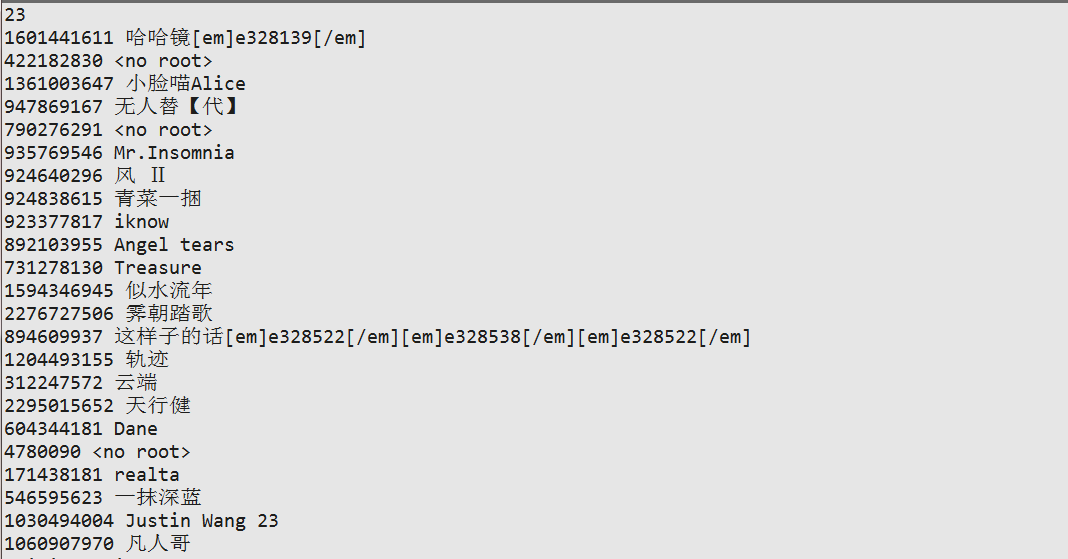 23
1601441611 哈哈镜[em]e328139[/em]
422182830 <no root>
1361003647 小脸喵Alice
947869167 无人替【代】
790276291 <no root>
935769546 Mr.Insomnia
924640296 风 Ⅱ
924838615 青菜一捆
923377817 iknow
892103955 Angel tears
731278130 Treasure
1594346945 似水流年
2276727506 霁朝踏歌
894609937 这样子的话[em]e328522[/em][em]e328538[/em][em]e328522[/em]
1204493155 轨迹
312247572 云端
2295015652 天行健
604344181 Dane
4780090 <no root>
171438181 realta
546595623 一抹深蓝
1030494004 Justin Wang 23
1060907970 凡人哥